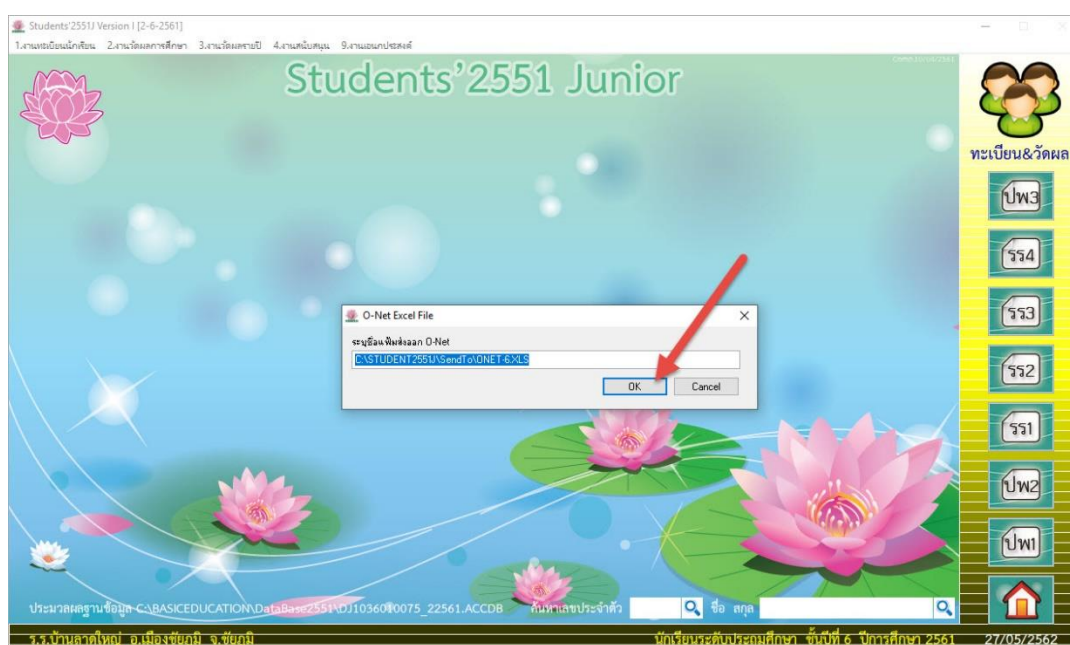 Students'2551J Version I [2-6-2561]
1.งานทะเบียนนักเรียน 2.งานวัดผลการศึกษา 3.งานวัดผลรายปี 4.งานสนับสนุน 9.งานเอนกประสงค์
Students'2551 Junior
ทะเบียน&วัดผล
ปพ3
รร4
รร3
รร2
รร1
ปพ2
ปพ1
O-Net Excel File
ระบุชื่อแฟ้มส่งออก O-Net
C:\STUDENT2551J\SendTo\ONET-6.XLS
OK Cancel
ประมวลผลฐานข้อมูล C:\BASICEDUCATION\DataBase2551\DJ1036010075_22561.ACCDB ค้นหาเลขประจำตัว ชื่อ สกุล
ร.ร.บ้านลาดใหญ่ อ.เมืองชัยภูมิ จ.ชัยภูมิ นักเรียนระดับประถมศึกษา ชั้นปีที่ 6 ปีการศึกษา 2561 27/05/2562